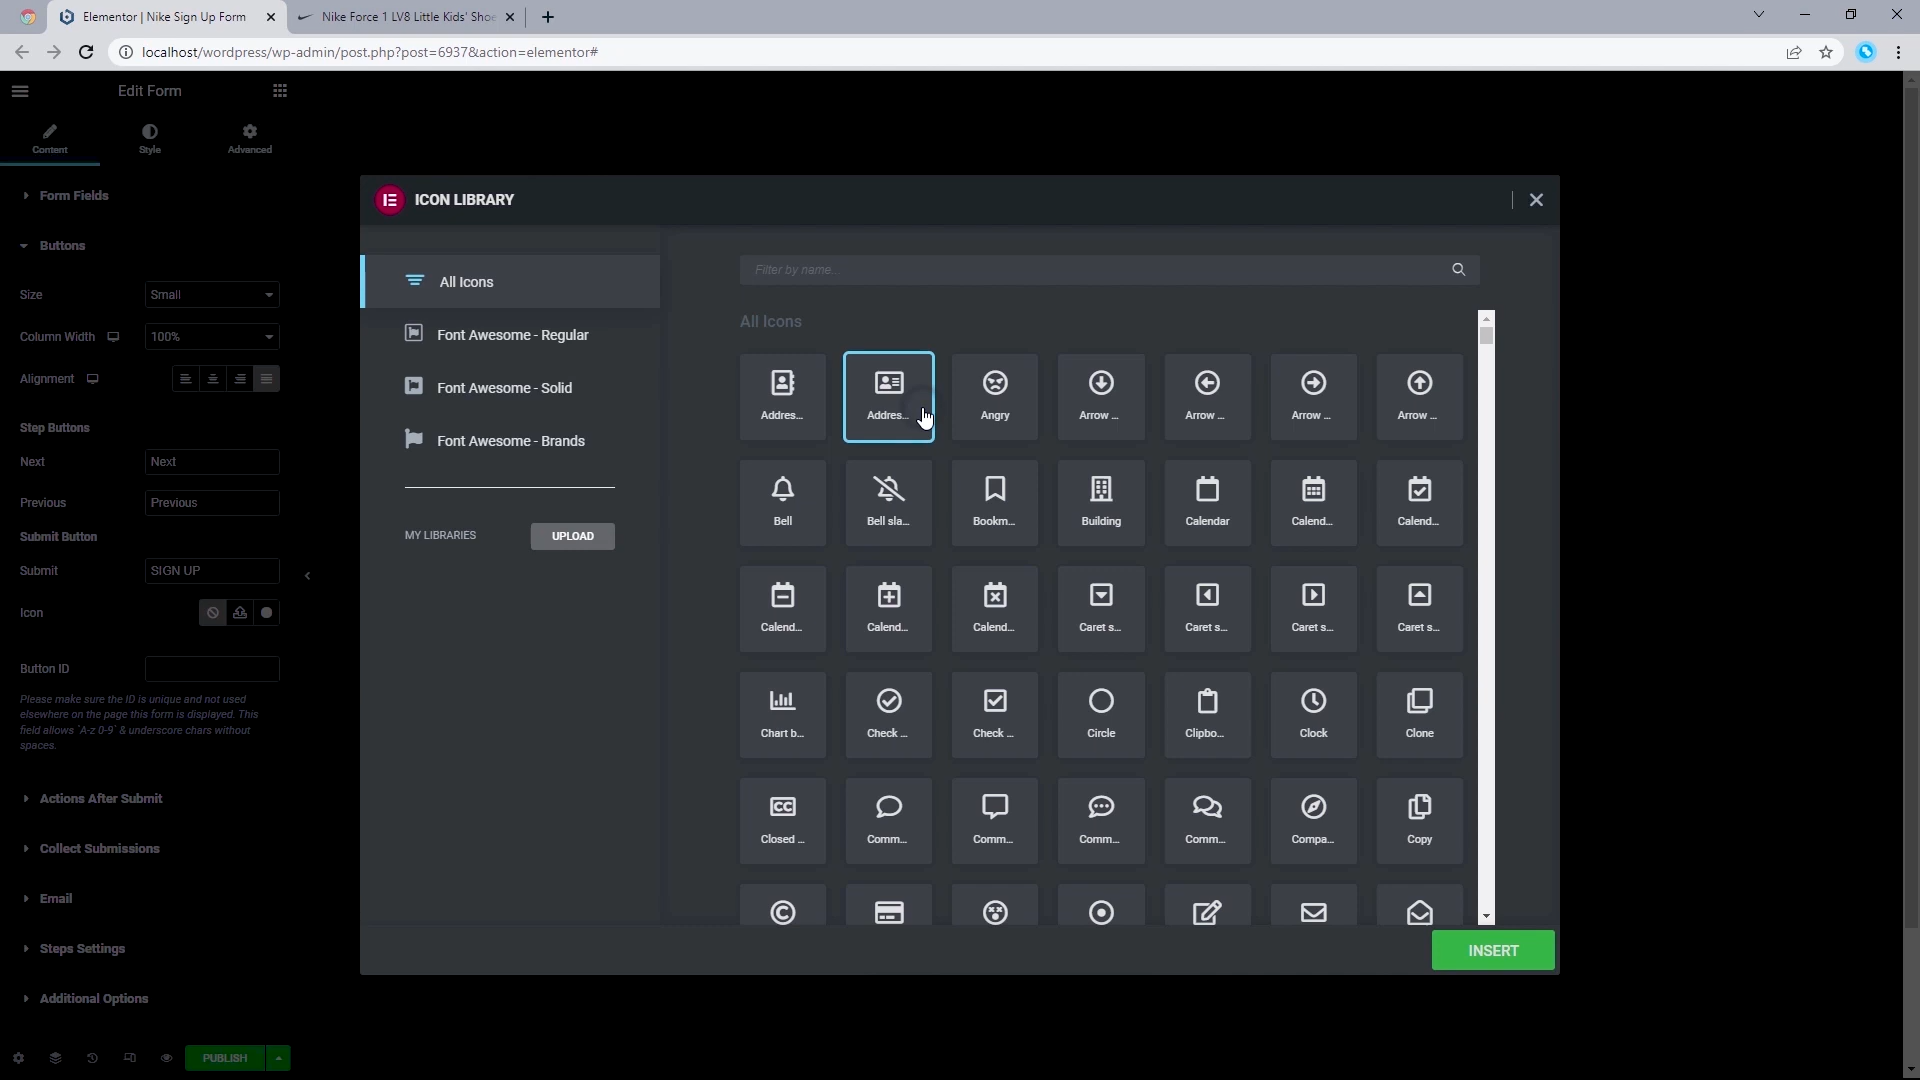 Elementor | Nike Sign Up Form
Nike Force 1 LV8 Little Kids' Shoe
localhost/wordpress/wp-admin/post.php?post=6937&action=elementor#
Edit Form
Content
Style
Advanced
Form Fields
Buttons
Size
Small
Column Width
100%
Alignment
Step Buttons
Next
Next
Previous
Previous
Submit Button
Submit
SIGN UP
Icon
Button ID
Please make sure the ID is unique and not used
elsewhere on the page this form is displayed. This
field allows `A-z 0-9` & underscore chars without
spaces.
Actions After Submit
Collect Submissions
Email
Steps Settings
Additional Options
PUBLISH
ICON LIBRARY
All Icons
Font Awesome - Regular
Font Awesome - Solid
Font Awesome - Brands
MY LIBRARIES
UPLOAD
Filter by name...
All Icons
Addres...
Addres...
Angry
Arrow ...
Arrow ...
Arrow ...
Arrow ...
Bell
Bell sla...
Bookm...
Building
Calendar
Calend...
Calend...
Calend...
Calend...
Calend...
Caret s...
Caret s...
Caret s...
Caret s...
Chart b...
Check ...
Check ...
Circle
Clipbo...
Clock
Clone
Closed ...
Comm...
Comm...
Comm...
Comm...
Compa...
Copy
INSERT